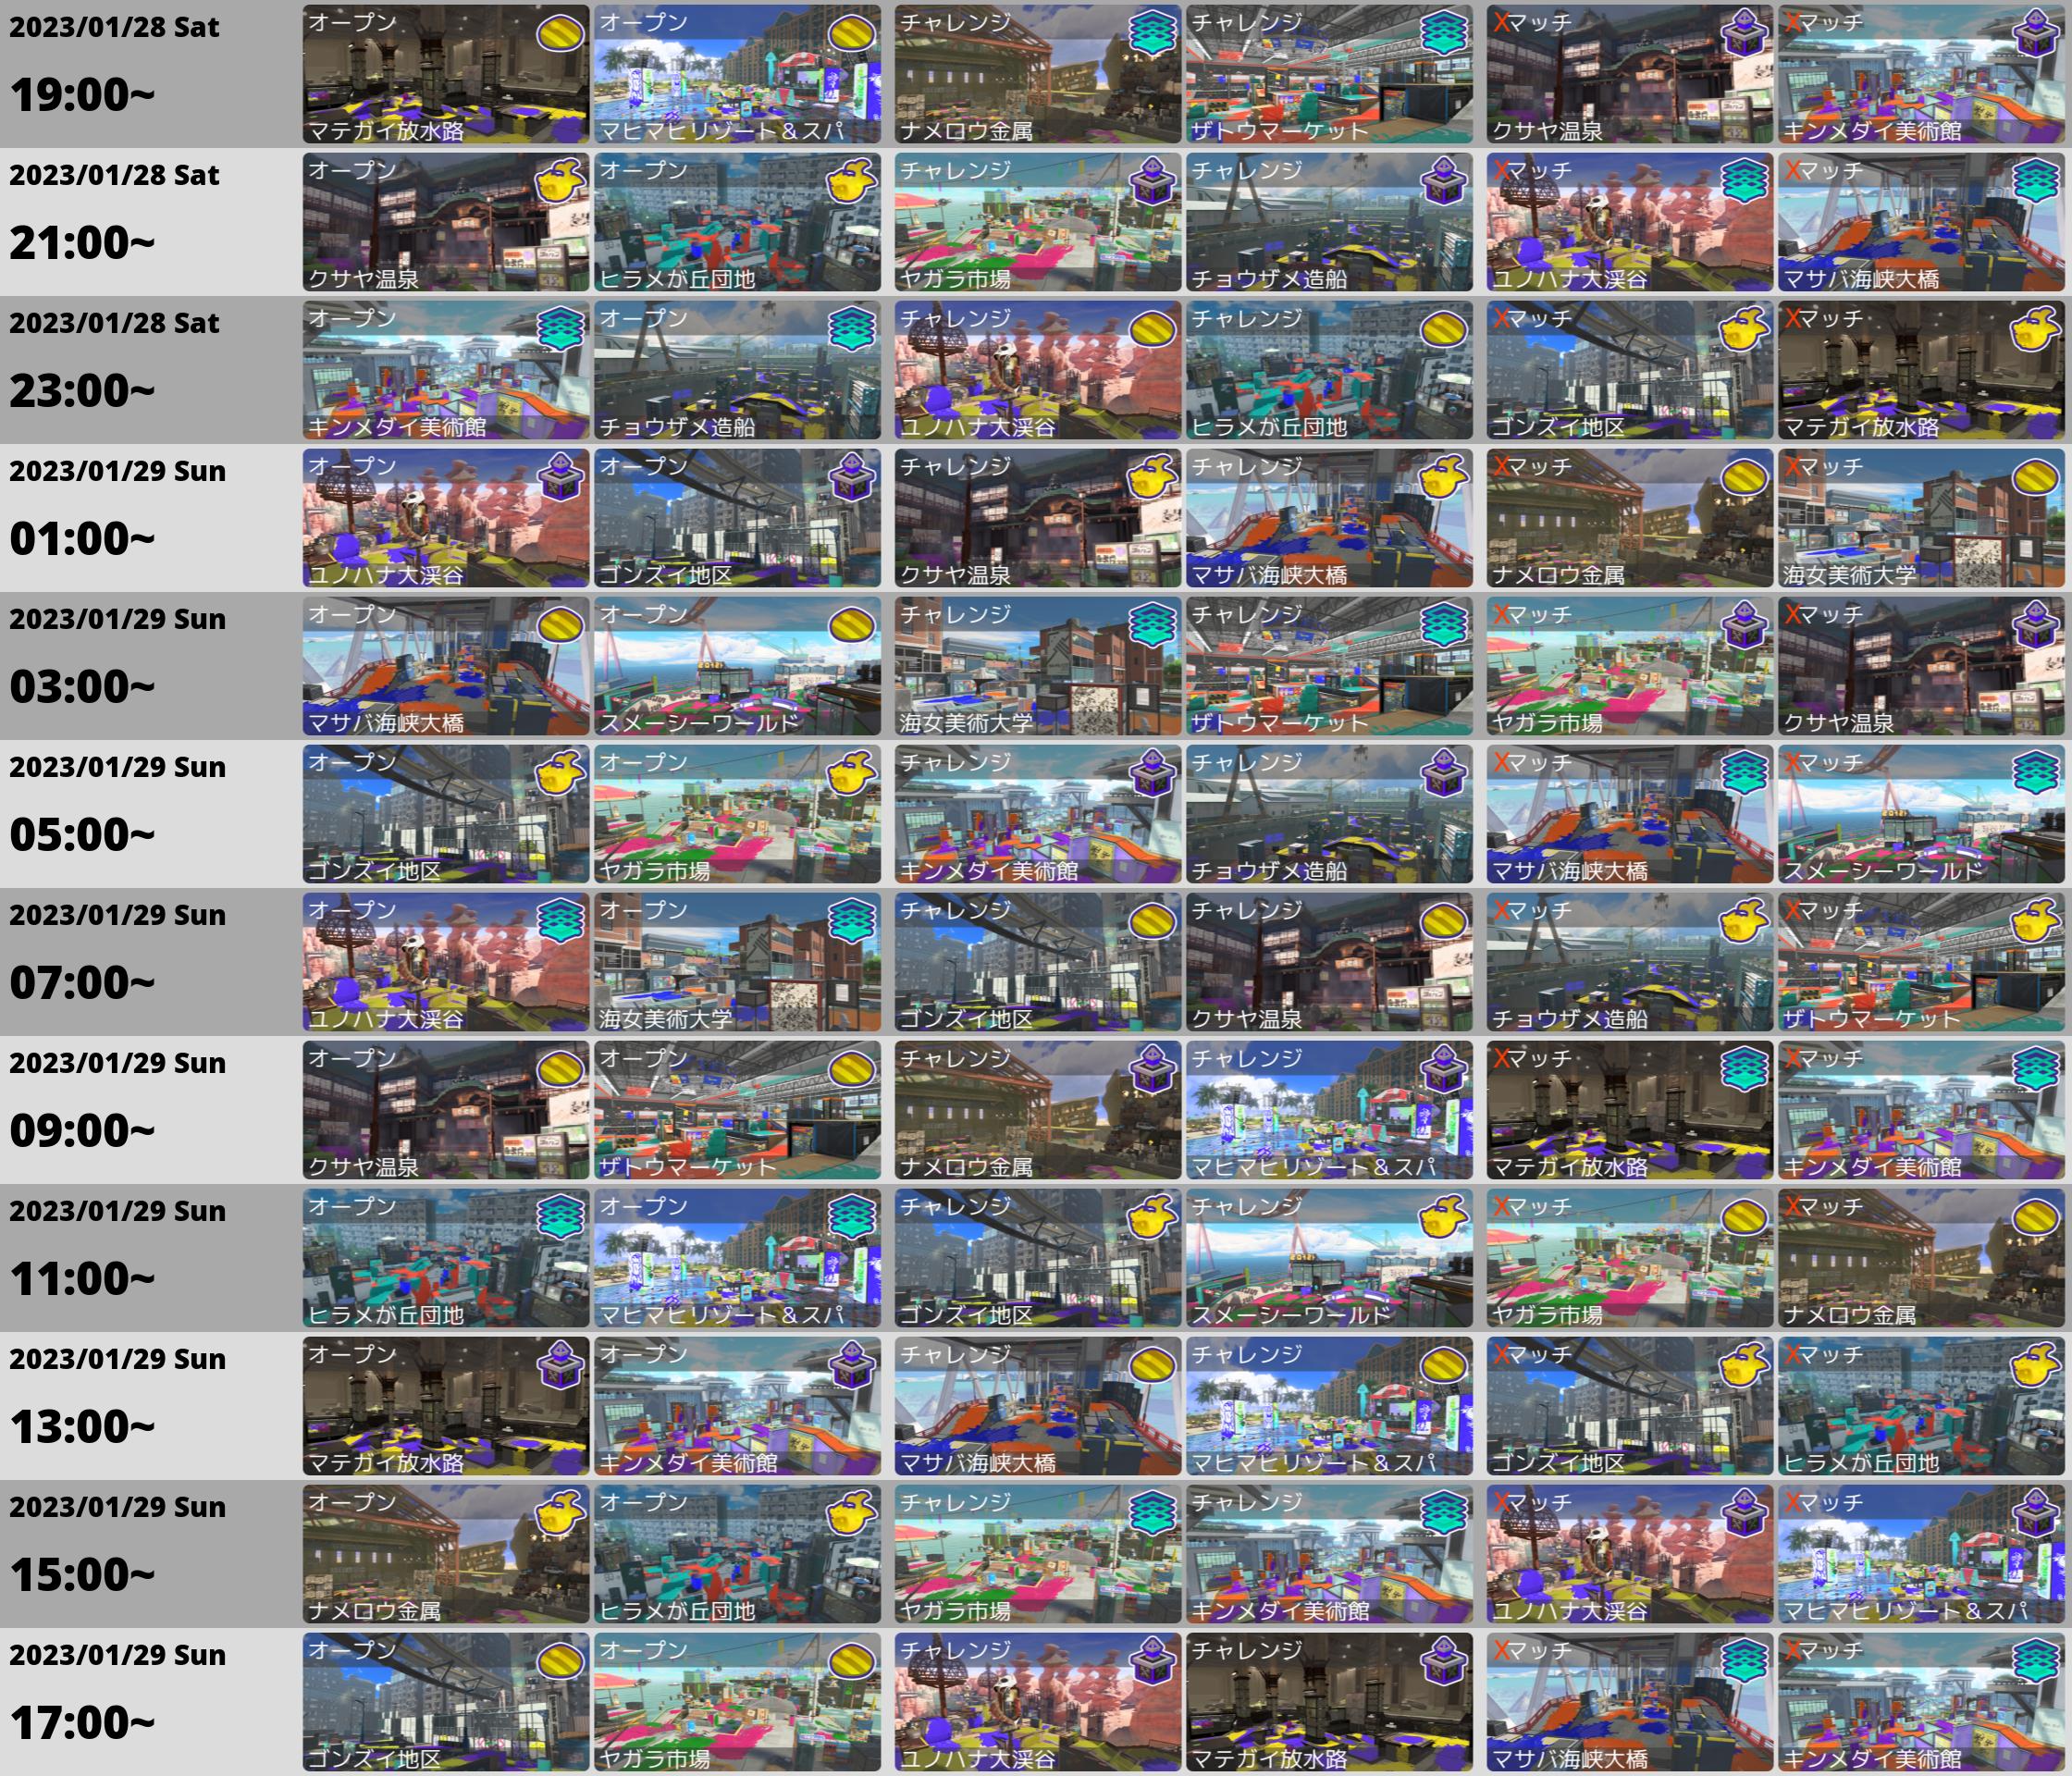 2023/01/28 Sat
19:00~
オープン オープン チャレンジ チャレンジ Xマッチ Xマッチ
マテガイ放水路 マヒマヒリゾート＆スパ ナメロウ金属 ザトウマーケット クサヤ温泉 キンメダイ美術館
2023/01/28 Sat
21:00~
オープン オープン チャレンジ チャレンジ Xマッチ Xマッチ
クサヤ温泉 ヒラメが丘団地 ヤガラ市場 チョウザメ造船 ユノハナ大渓谷 マサバ海峡大橋
2023/01/28 Sat
23:00~
オープン オープン チャレンジ チャレンジ Xマッチ Xマッチ
キンメダイ美術館 チョウザメ造船 ユノハナ大渓谷 ヒラメが丘団地 ゴンズイ地区 マテガイ放水路
2023/01/29 Sun
01:00~
オープン オープン チャレンジ チャレンジ Xマッチ Xマッチ
ユノハナ大渓谷 ゴンズイ地区 クサヤ温泉 マサバ海峡大橋 ナメロウ金属 海女美術大学
2023/01/29 Sun
03:00~
オープン オープン チャレンジ チャレンジ Xマッチ Xマッチ
マサバ海峡大橋 スメーシーワールド 海女美術大学 ザトウマーケット ヤガラ市場 クサヤ温泉
2023/01/29 Sun
05:00~
オープン オープン チャレンジ チャレンジ Xマッチ Xマッチ
ゴンズイ地区 ヤガラ市場 キンメダイ美術館 チョウザメ造船 マサバ海峡大橋 スメーシーワールド
2023/01/29 Sun
07:00~
オープン オープン チャレンジ チャレンジ Xマッチ Xマッチ
ユノハナ大渓谷 海女美術大学 ゴンズイ地区 クサヤ温泉 チョウザメ造船 ザトウマーケット
2023/01/29 Sun
09:00~
オープン オープン チャレンジ チャレンジ Xマッチ Xマッチ
クサヤ温泉 ザトウマーケット ナメロウ金属 マヒマヒリゾート＆スパ マテガイ放水路 キンメダイ美術館
2023/01/29 Sun
11:00~
オープン オープン チャレンジ チャレンジ Xマッチ Xマッチ
ヒラメが丘団地 マヒマヒリゾート＆スパ ゴンズイ地区 スメーシーワールド ヤガラ市場 ナメロウ金属
2023/01/29 Sun
13:00~
オープン オープン チャレンジ チャレンジ Xマッチ Xマッチ
マテガイ放水路 キンメダイ美術館 マサバ海峡大橋 マヒマヒリゾート＆スパ ゴンズイ地区 ヒラメが丘団地
2023/01/29 Sun
15:00~
オープン オープン チャレンジ チャレンジ Xマッチ Xマッチ
ナメロウ金属 ヒラメが丘団地 ヤガラ市場 キンメダイ美術館 ユノハナ大渓谷 マヒマヒリゾート＆スパ
2023/01/29 Sun
17:00~
オープン オープン チャレンジ チャレンジ Xマッチ Xマッチ
ゴンズイ地区 ヤガラ市場 ユノハナ大渓谷 マテガイ放水路 マサバ海峡大橋 キンメダイ美術館